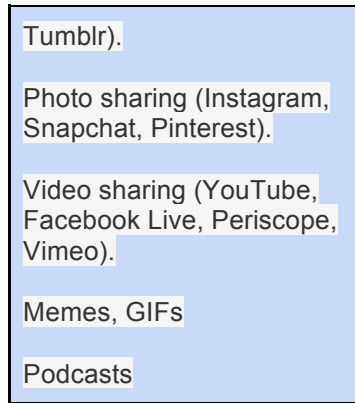 Tumblr).
Photo sharing (Instagram,
Snapchat, Pinterest).
Video sharing (YouTube,
Facebook Live, Periscope,
Vimeo).
Memes, GIFs
Podcasts